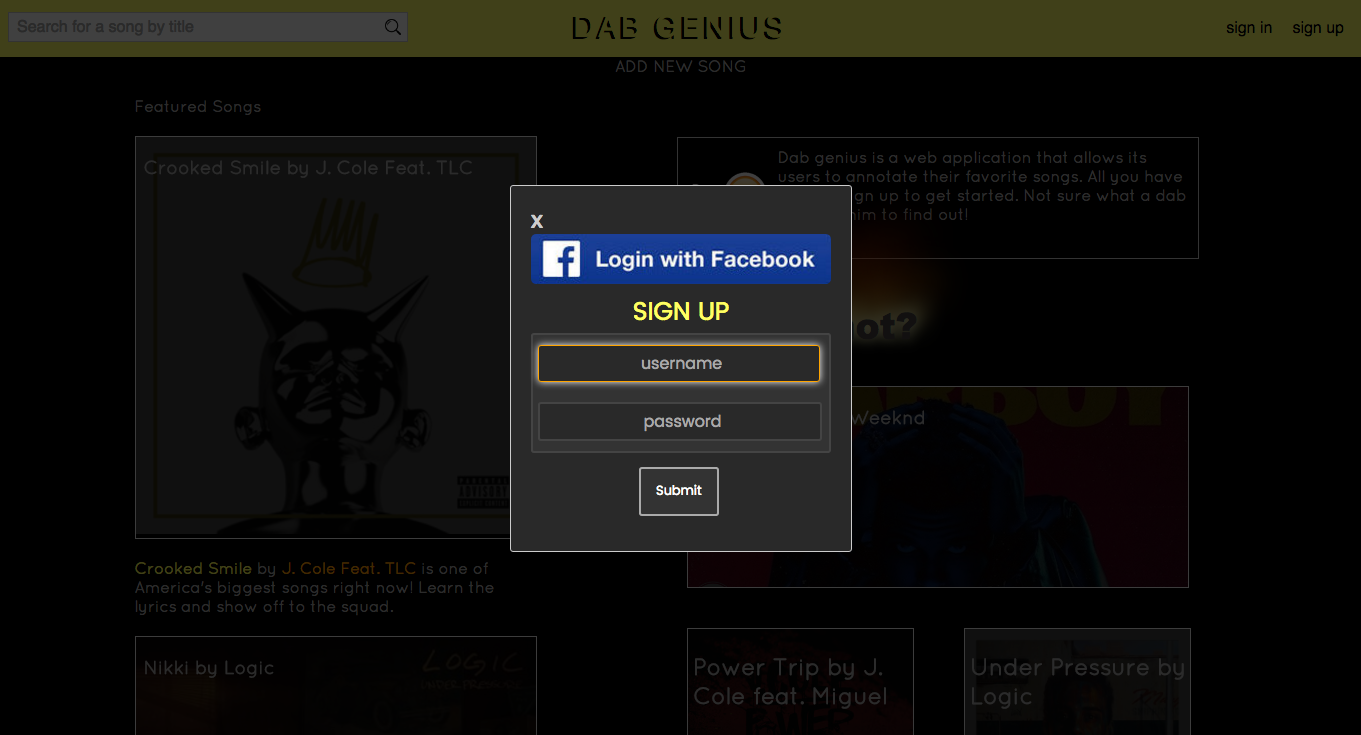 Search for a song by title
DAB GENIUS
sign in
sign up
ADD NEW SONG
Featured Songs
Crooked Smile by J. Cole Feat. TLC
Dab genius is a web application that allows its
users to annotate their favorite songs. All you have
gn up to get started. Not sure what a dab
him to find out!
ot?
x
Login with Facebook
SIGN UP
username
password
Submit
Weeknd
Crooked Smile by J. Cole Feat. TLC is one of
America's biggest songs right now! Learn the
lyrics and show off to the squad.
Nikki by Logic
LOGIC
UNDER PRESSURE
Power Trip by J.
Cole feat. Miguel
Under Pressure by
Logic